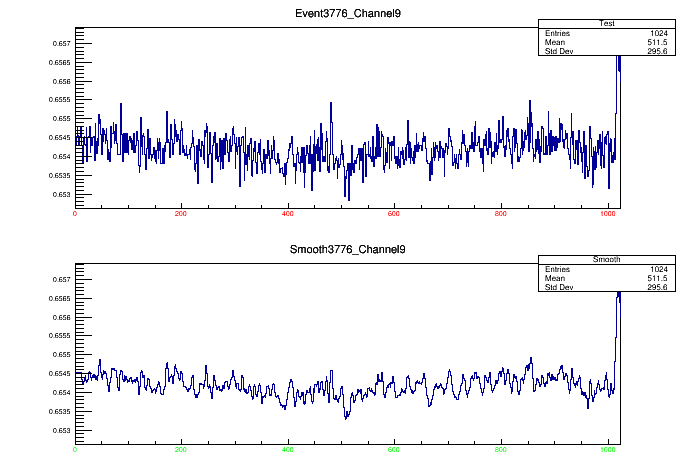 Event3776_Channel9
Test
Entries 1024
Mean 511.5
Std Dev 295.6
0.657
0.6565
0.656
0.6555
0.655
0.6545
0.654
0.6535
0.653
0 200 400 600 800 1000
Smooth3776_Channel9
Smooth
Entries 1024
Mean 511.5
Std Dev 295.6
0.657
0.6565
0.656
0.6555
0.655
0.6545
0.654
0.6535
0.653
0 200 400 600 800 1000